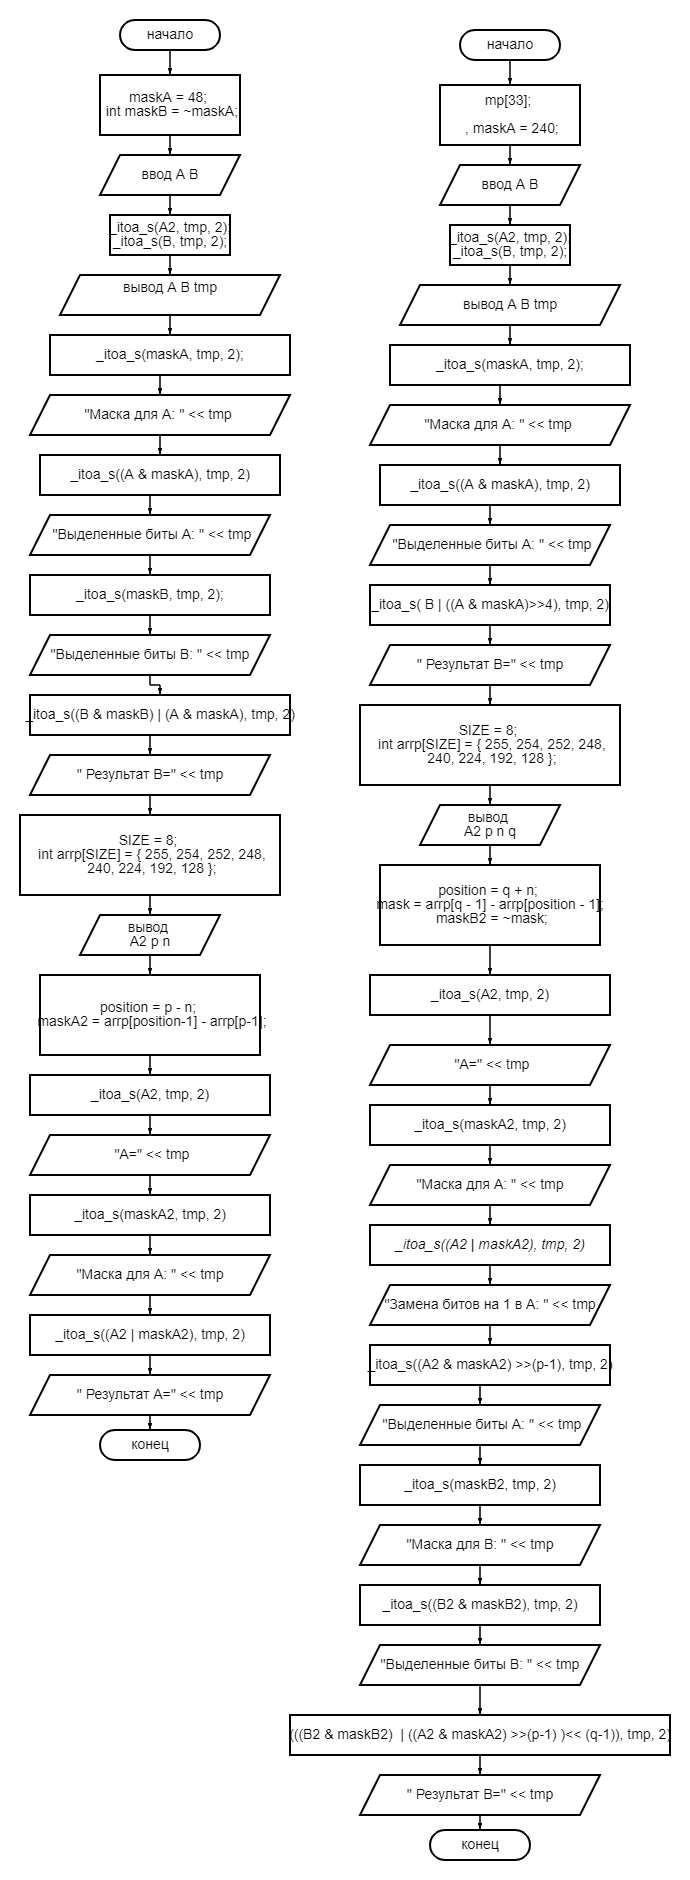 начало
maskA = 48;
int maskB = ~maskA;
ввод A B
_itoa_s(A2, tmp, 2);
_itoa_s(B, tmp, 2);
вывод A B tmp
_itoa_s(maskA, tmp, 2);
"Маска для A: " << tmp
_itoa_s((A & maskA), tmp, 2)
"Выделенные биты A: " << tmp
_itoa_s(maskB, tmp, 2);
"Выделенные биты B: " << tmp
_itoa_s((B & maskB) | (A & maskA), tmp, 2)
" Результат B=" << tmp
SIZE = 8;
int arrp[SIZE] = { 255, 254, 252, 248,
240, 224, 192, 128 };
вывод
A2 p n
position = p - n;
maskA2 = arrp[position-1] - arrp[p-1];
_itoa_s(A2, tmp, 2)
"A=" << tmp
_itoa_s(maskA2, tmp, 2)
"Маска для A: " << tmp
_itoa_s((A2 | maskA2), tmp, 2)
" Результат A=" << tmp
конец
начало
mp[33];
, maskA = 240;
ввод A B
_itoa_s(A2, tmp, 2);
_itoa_s(B, tmp, 2);
вывод A B tmp
_itoa_s(maskA, tmp, 2);
"Маска для A: " << tmp
_itoa_s((A & maskA), tmp, 2)
"Выделенные биты A: " << tmp
_itoa_s( B | ((A & maskA)>>4), tmp, 2)
" Результат B=" << tmp
SIZE = 8;
int arrp[SIZE] = { 255, 254, 252, 248,
240, 224, 192, 128 };
вывод
A2 p n q
position = q + n;
mask = arrp[q - 1] - arrp[position - 1];
maskB2 = ~mask;
_itoa_s(A2, tmp, 2)
"A=" << tmp
_itoa_s(maskA2, tmp, 2)
"Маска для A: " << tmp
_itoa_s((A2 | maskA2), tmp, 2)
"Замена битов на 1 в A: " << tmp
_itoa_s((A2 & maskA2) >>(p-1), tmp, 2)
"Выделенные биты A: " << tmp
_itoa_s(maskB2, tmp, 2)
"Маска для B: " << tmp
_itoa_s((B2 & maskB2), tmp, 2)
"Выделенные биты B: " << tmp
(((B2 & maskB2) | ((A2 & maskA2) >>(p-1) )<< (q-1)), tmp, 2)
" Результат B=" << tmp
конец